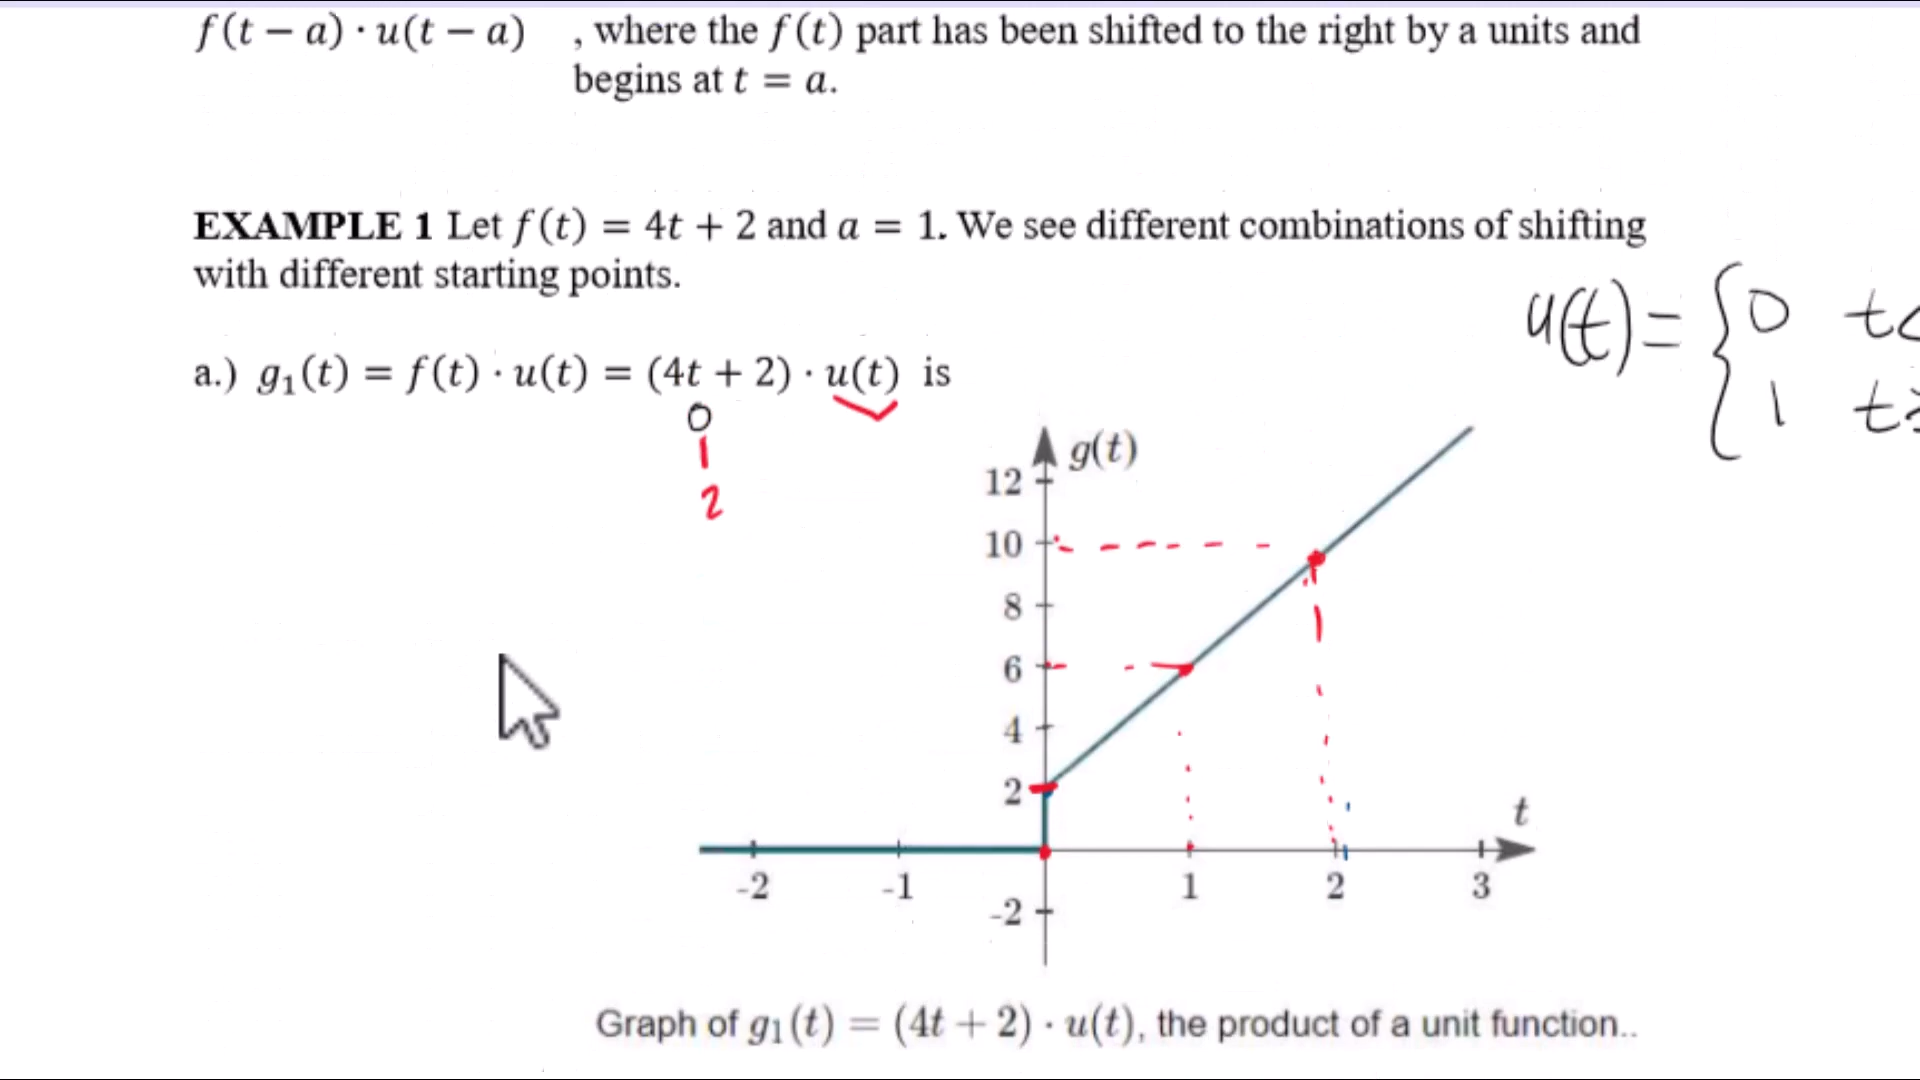 f(t − a) · u(t − a) , where the f(t) part has been shifted to the right by a units and
begins at t = a.
EXAMPLE 1 Let f(t) = 4t + 2 and a = 1. We see different combinations of shifting
with different starting points.
u(t) = { 0 t<
1 t≥
a.) g₁(t) = f(t) · u(t) = (4t + 2) · u(t) is
0
1
2
g(t)
12
10
8
6
4
2
t
-2 -1 1 2 3
-2
Graph of g₁(t) = (4t + 2) · u(t), the product of a unit function..